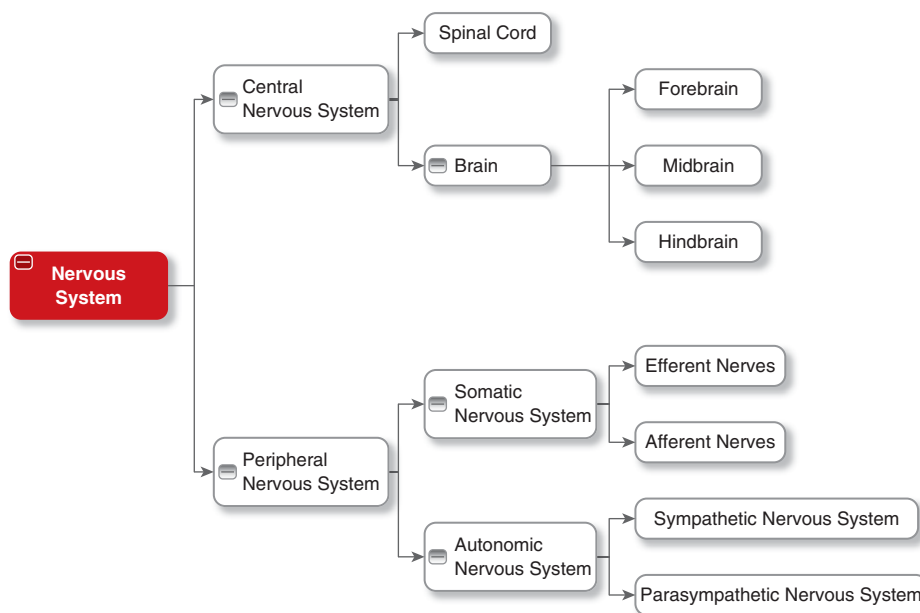 Nervous
System
Central
Nervous System
Spinal Cord
Brain
Forebrain
Midbrain
Hindbrain
Peripheral
Nervous System
Somatic
Nervous System
Efferent Nerves
Afferent Nerves
Autonomic
Nervous System
Sympathetic Nervous System
Parasympathetic Nervous System